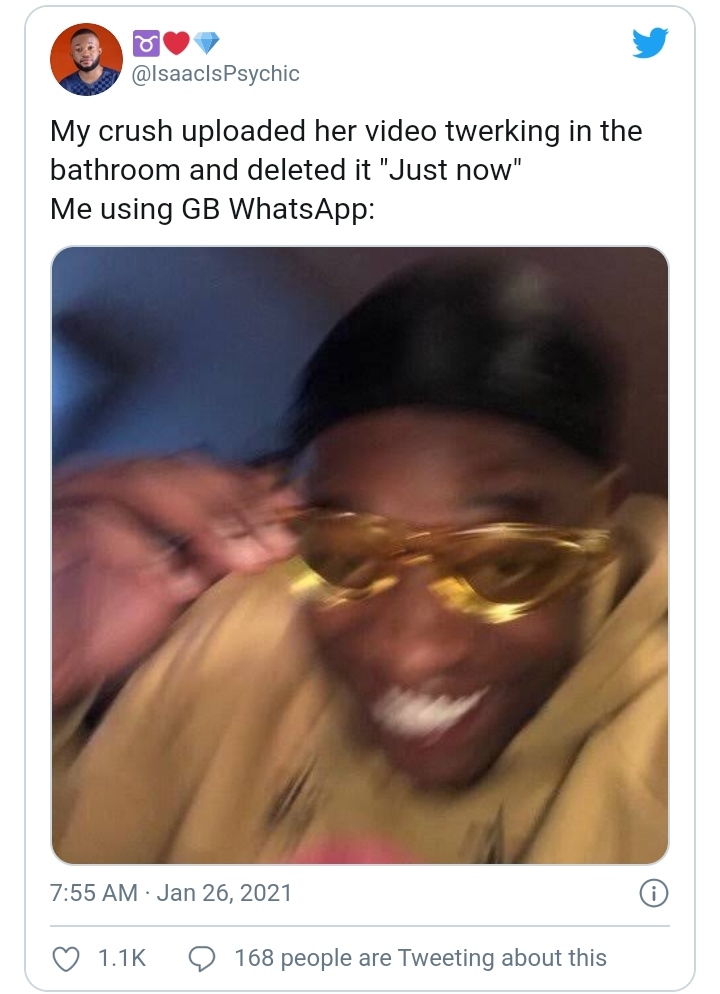 ♉❤️💎
@IsaacIsPsychic
My crush uploaded her video twerking in the
bathroom and deleted it "Just now"
Me using GB WhatsApp:
7:55 AM · Jan 26, 2021
1.1K 168 people are Tweeting about this